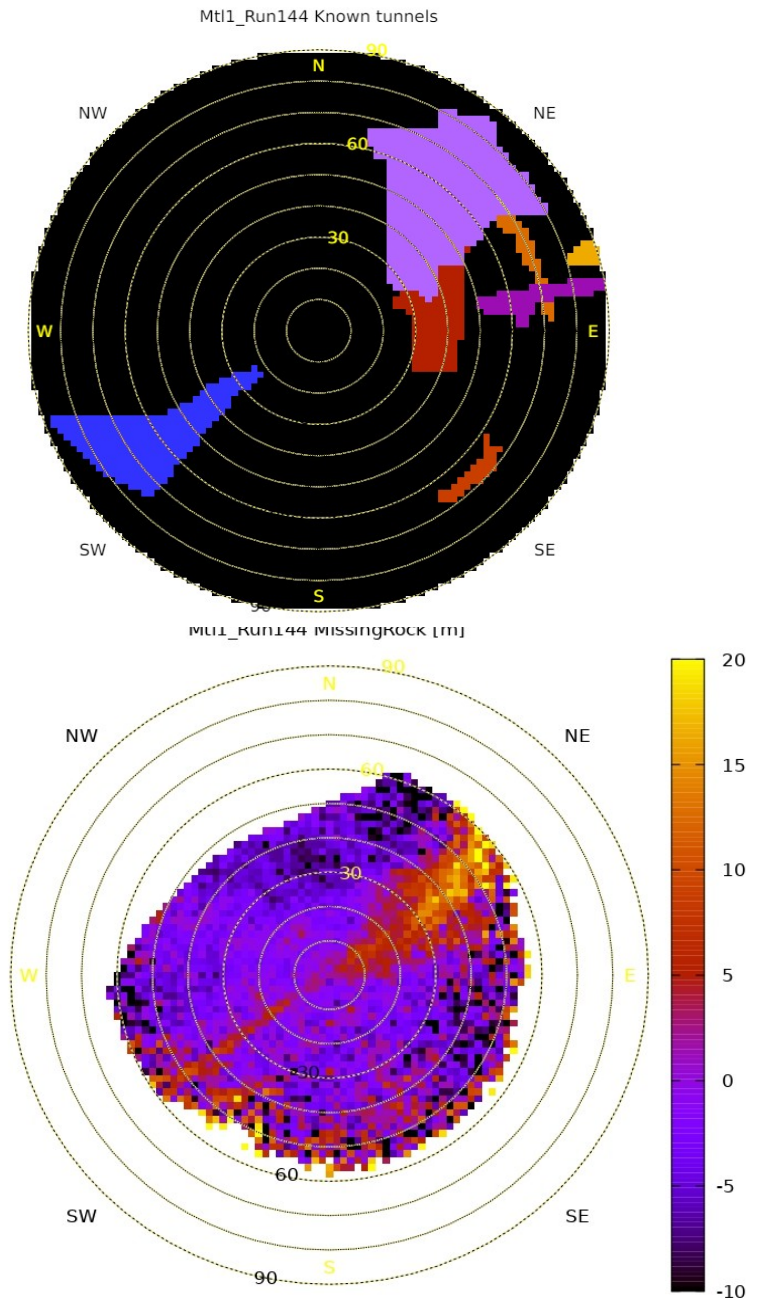 Mtl1_Run144 Known tunnels
90
N
NW
NE
60
30
W
E
SW
SE
S
90
Mtl1_Run144 MissingRock [m]
90
N
NW
NE
60
30
W
E
30
60
SW
SE
S
90
20
15
10
5
0
-5
-10